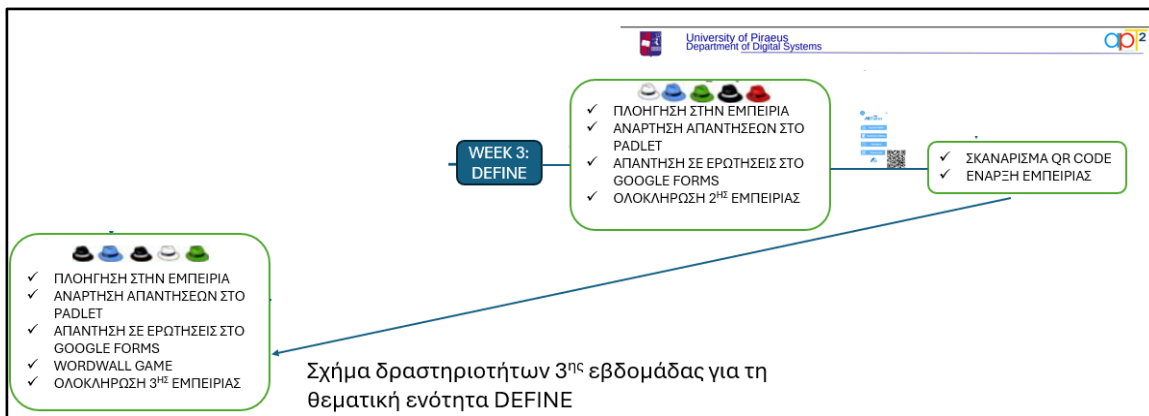 University of Piraeus
Department of Digital Systems
apT²
WEEK 3:
DEFINE
✓ ΠΛΟΗΓΗΣΗ ΣΤΗΝ ΕΜΠΕΙΡΙΑ
✓ ΑΝΑΡΤΗΣΗ ΑΠΑΝΤΗΣΕΩΝ ΣΤΟ
PADLET
✓ ΑΠΑΝΤΗΣΗ ΣΕ ΕΡΩΤΗΣΕΙΣ ΣΤΟ
GOOGLE FORMS
✓ ΟΛΟΚΛΗΡΩΣΗ 2ΗΣ ΕΜΠΕΙΡΙΑΣ
✓ ΣΚΑΝΑΡΙΣΜΑ QR CODE
✓ ΕΝΑΡΞΗ ΕΜΠΕΙΡΙΑΣ
✓ ΠΛΟΗΓΗΣΗ ΣΤΗΝ ΕΜΠΕΙΡΙΑ
✓ ΑΝΑΡΤΗΣΗ ΑΠΑΝΤΗΣΕΩΝ ΣΤΟ
PADLET
✓ ΑΠΑΝΤΗΣΗ ΣΕ ΕΡΩΤΗΣΕΙΣ ΣΤΟ
GOOGLE FORMS
✓ WORDWALL GAME
✓ ΟΛΟΚΛΗΡΩΣΗ 3ΗΣ ΕΜΠΕΙΡΙΑΣ
Σχήμα δραστηριοτήτων 3ης εβδομάδας για τη
θεματική ενότητα DEFINE